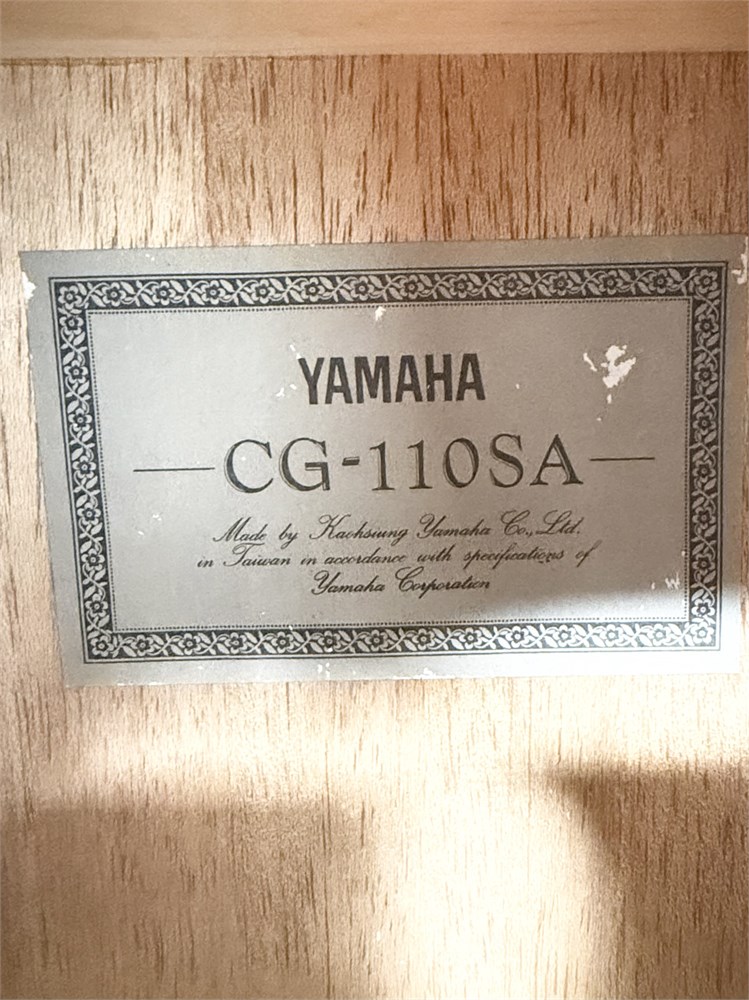 YAMAHA
CG-110SA
Made by Kaohsiung Yamaha Co., Ltd.
in Taiwan in accordance with specifications of
Yamaha Corporation